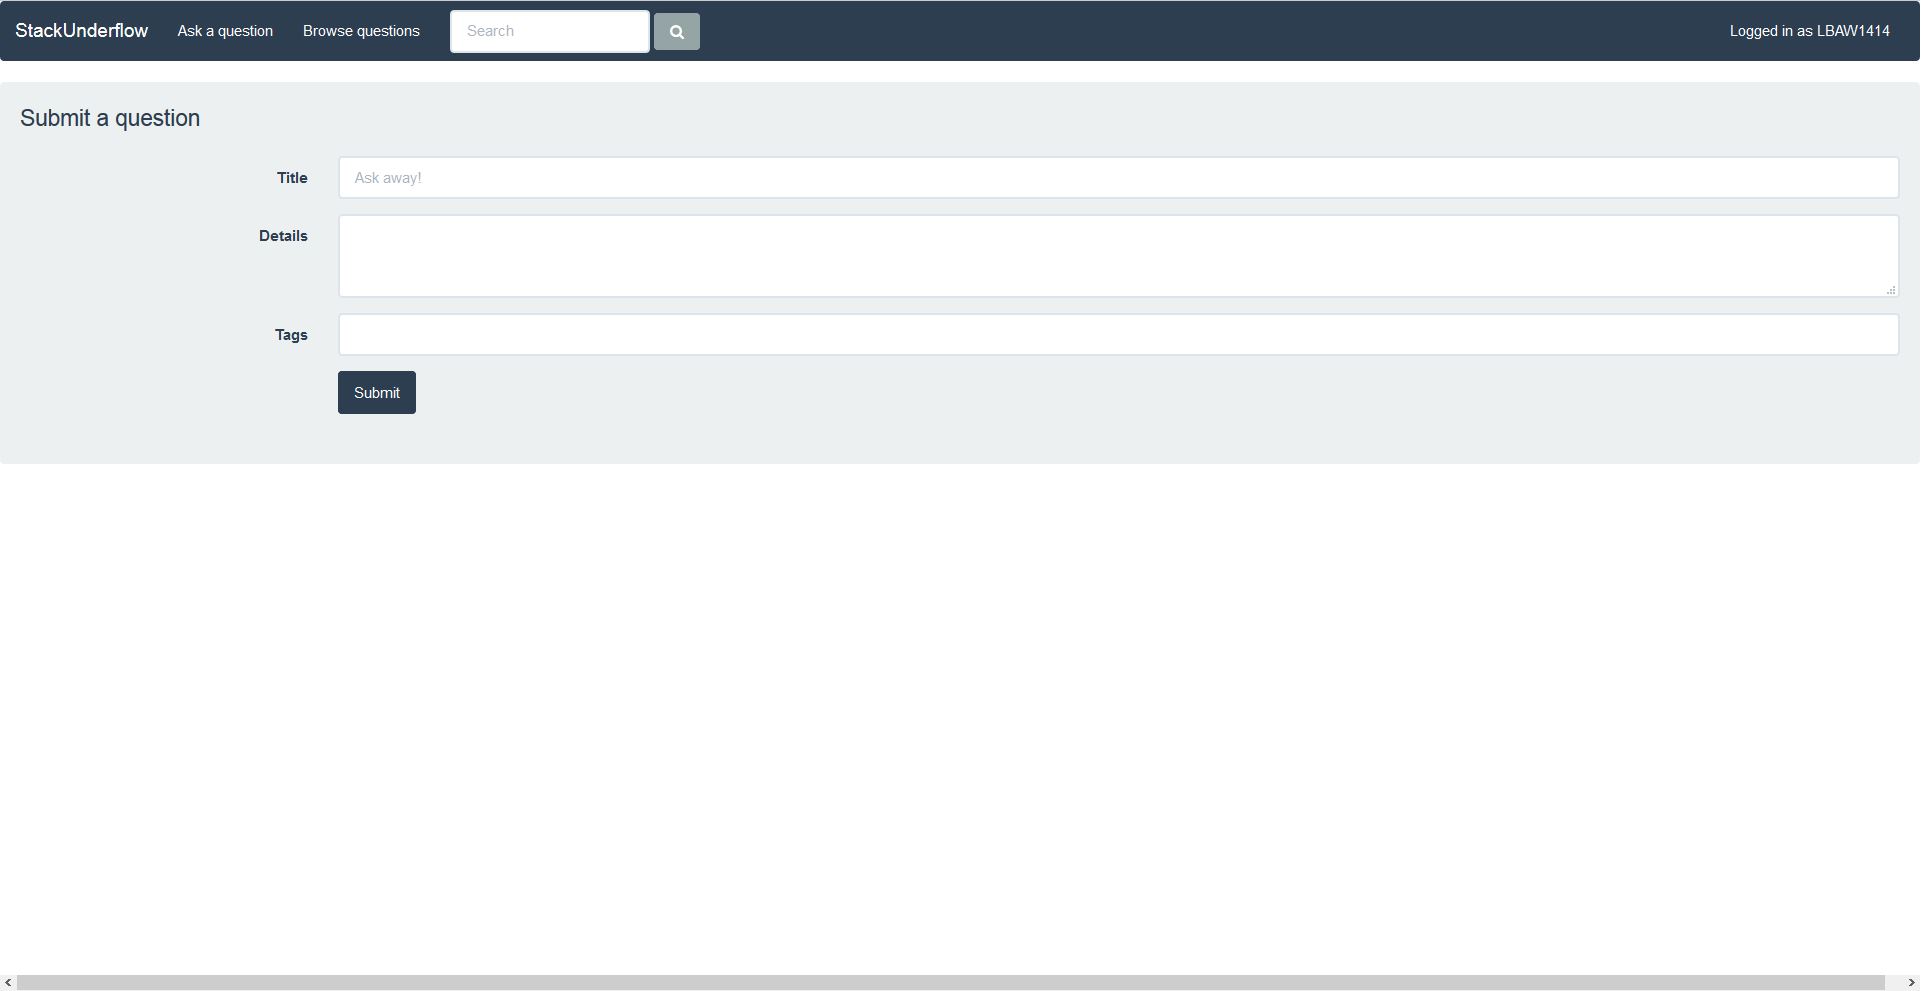 StackUnderflow Ask a question Browse questions Search Logged in as LBAW1414
Submit a question
Title Ask away!
Details
Tags
Submit